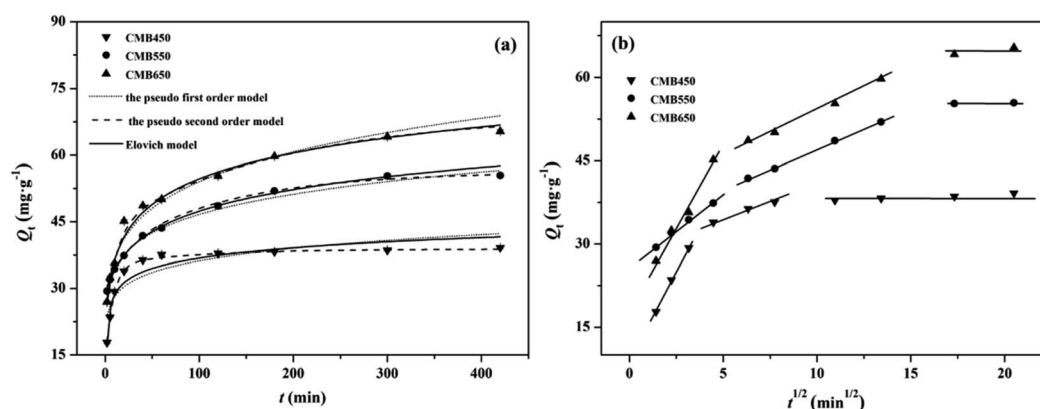 (a)
CMB450
CMB550
CMB650
the pseudo first order model
the pseudo second order model
Elovich model
90
75
60
45
30
15
Qt (mg·g-1)
0
100
200
300
400
t (min)
(b)
CMB450
CMB550
CMB650
60
45
30
15
Qt (mg·g-1)
0
5
10
15
20
t1/2 (min1/2)